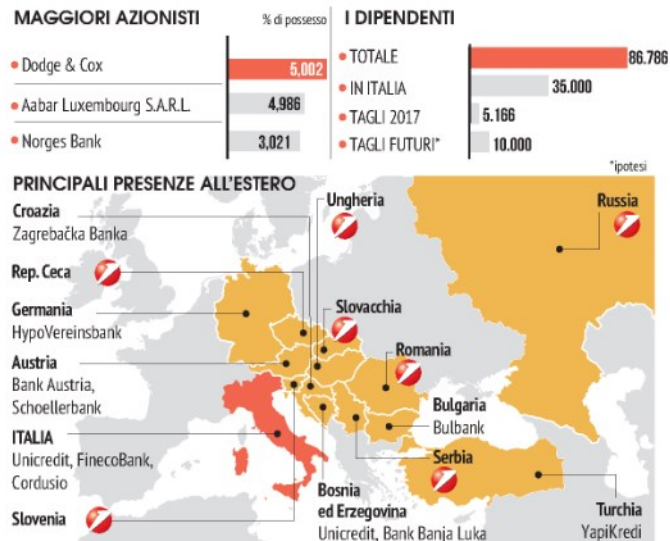 MAGGIORI AZIONISTI
% di possesso
Dodge & Cox
5,002
Aabar Luxembourg S.A.R.L.
4,986
Norges Bank
3,021
I DIPENDENTI
TOTALE
86.786
IN ITALIA
35.000
TAGLI 2017
5.166
TAGLI FUTURI*
10.000
*ipotesi
PRINCIPALI PRESENZE ALL'ESTERO
Croazia
Zagrebačka Banka
Rep. Ceca
Germania
HypoVereinsbank
Austria
Bank Austria,
Schoellerbank
ITALIA
Unicredit, FinecoBank,
Cordusio
Slovenia
Ungheria
Slovacchia
Romania
Bulgaria
Bulbank
Serbia
Bosnia
ed Erzegovina
Unicredit, Bank Banja Luka
Russia
Turchia
YapiKredi